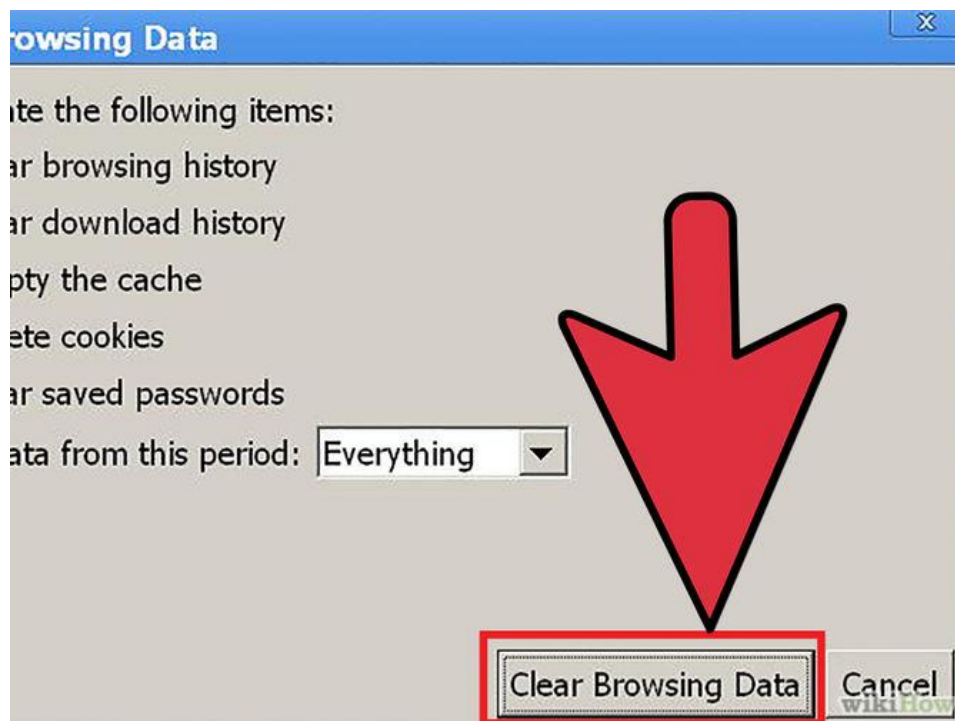 rowsing Data
x
ate the following items:
ar browsing history
ar download history
pty the cache
ete cookies
ar saved passwords
ata from this period: Everything
Clear Browsing Data Cancel
wikiHow